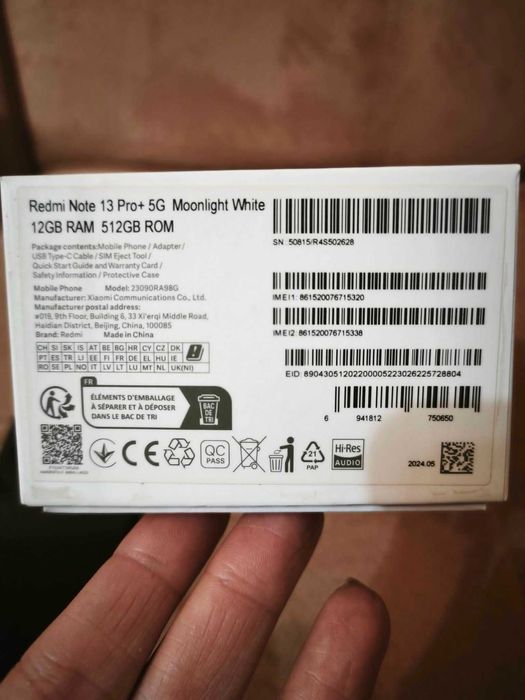 Redmi Note 13 Pro+ 5G Moonlight White
12GB RAM 512GB ROM
Package contents:Mobile Phone / Adapter/
USB Type-C Cable / SIM Eject Tool /
Quick Start Guide and Warranty Card /
Safety Information / Protective Case
Mobile Phone Model: 23090RA98G
Manufacturer: Xiaomi Communications Co., Ltd.
Manufacturer postal address:
#019, 9th Floor, Building 6, 33 Xi'erqi Middle Road,
Haidian District, Beijing, China, 100085
Brand: Redmi Made in China
CH SI SK IS AT BE BG HR CY CZ DK
PT ES TR LI EE FI FR DE EL HU IE
RO SE PL NO IT LV LT LU MT NL UK(NI)
SN: 50815/R4S502628
IMEI1: 861520076715320
IMEI2: 861520076715338
EID: 89043051202200005223026225728804
6 941812 750650
FR
ÉLÉMENTS D'EMBALLAGE
À SÉPARER ET À DÉPOSER
DANS LE BAC DE TRI
BAC
DE
TRI
CE
QC
PASS
21
PAP
Hi-Res
AUDIO
2024.05